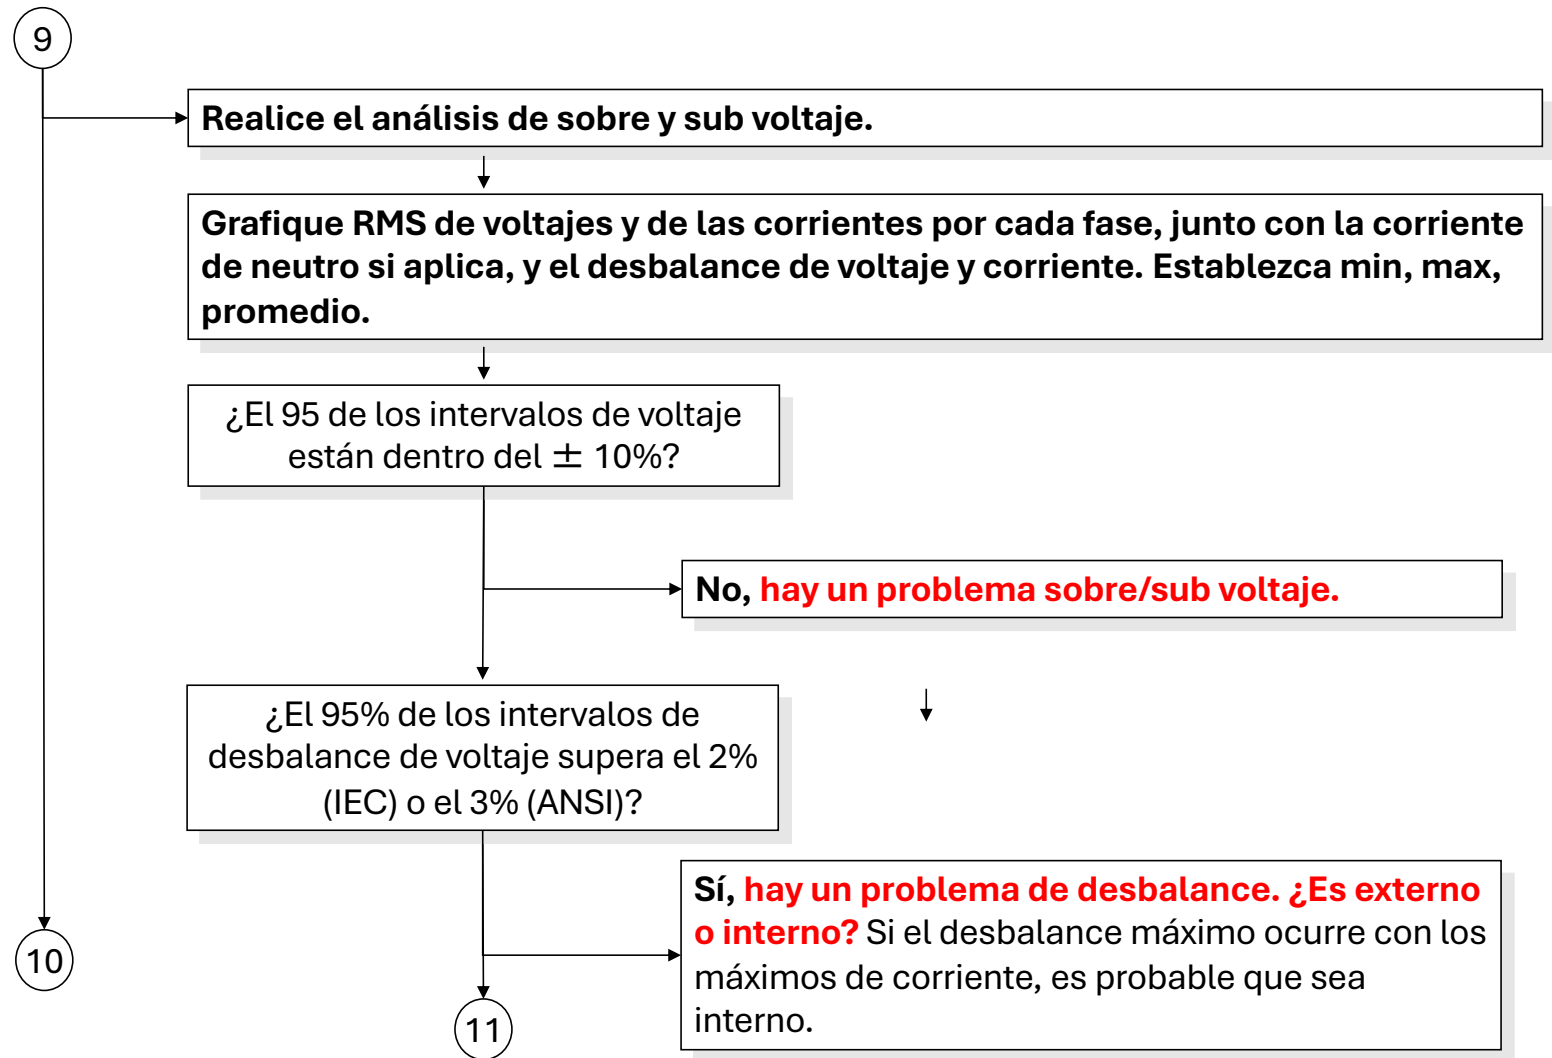 9
Realice el análisis de sobre y sub voltaje.
Grafique RMS de voltajes y de las corrientes por cada fase, junto con la corriente
de neutro si aplica, y el desbalance de voltaje y corriente. Establezca min, max,
promedio.
¿El 95 de los intervalos de voltaje
están dentro del ± 10%?
No, hay un problema sobre/sub voltaje.
¿El 95% de los intervalos de
desbalance de voltaje supera el 2%
(IEC) o el 3% (ANSI)?
Sí, hay un problema de desbalance. ¿Es externo
o interno? Si el desbalance máximo ocurre con los
máximos de corriente, es probable que sea
interno.
10
11